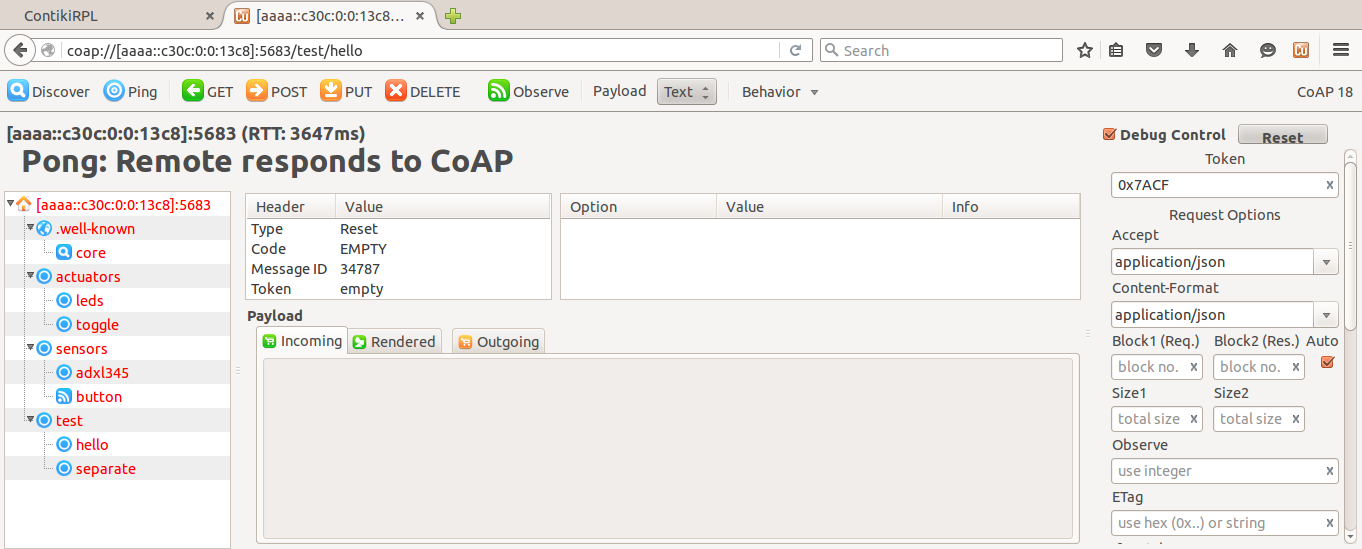 ContikiRPL × [aaaa::c30c:0:0:13c8... ×
coap://[aaaa::c30c:0:0:13c8]:5683/test/hello Search
Discover Ping GET POST PUT DELETE Observe Payload Text Behavior CoAP 18
[aaaa::c30c:0:0:13c8]:5683 (RTT: 3647ms)
Pong: Remote responds to CoAP
[aaaa::c30c:0:0:13c8]:5683
.well-known
core
actuators
leds
toggle
sensors
adxl345
button
test
hello
separate
Header Value
Type Reset
Code EMPTY
Message ID 34787
Token empty
Option Value Info
Payload
Incoming Rendered Outgoing
Debug Control Reset
Token
0x7ACF x
Request Options
Accept
application/json
Content-Format
application/json
Block1 (Req.) Block2 (Res.) Auto
block no. x block no. x
Size1 Size2
total size x total size x
Observe
use integer x
ETag
use hex (0x..) or string x